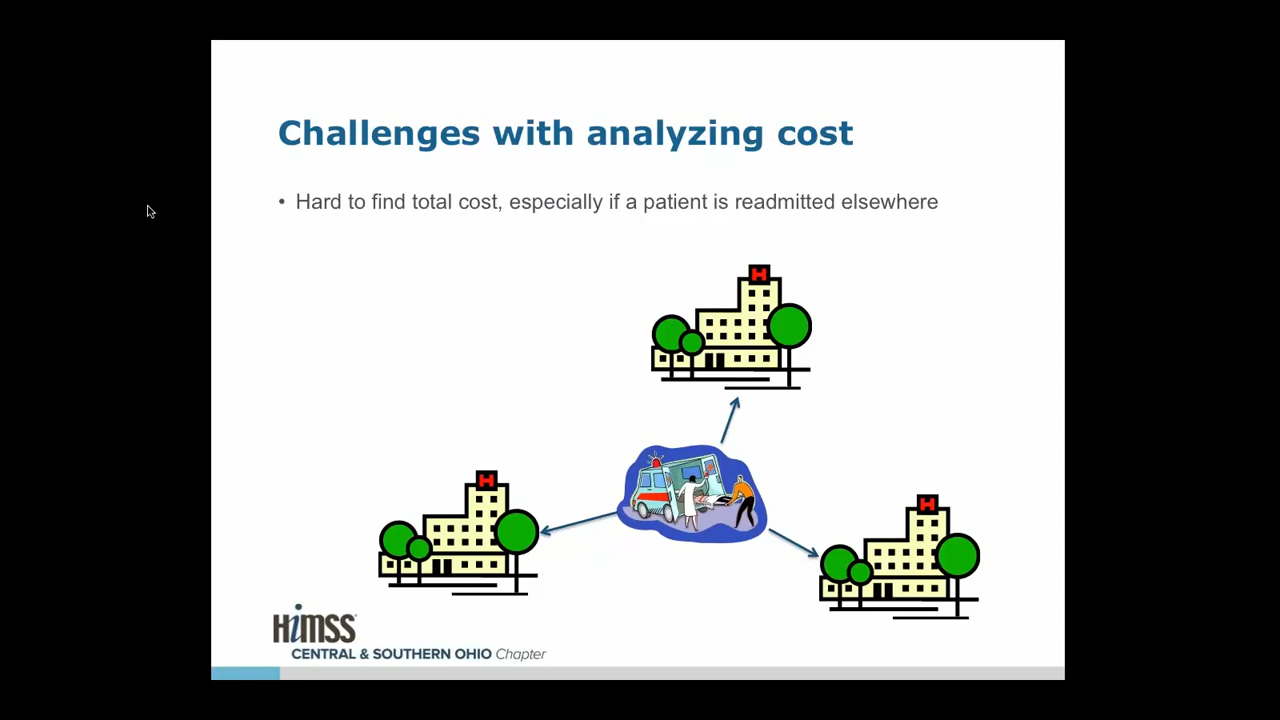 Challenges with analyzing cost
• Hard to find total cost, especially if a patient is readmitted elsewhere
H
H
H
HiMSS
CENTRAL & SOUTHERN OHIO Chapter